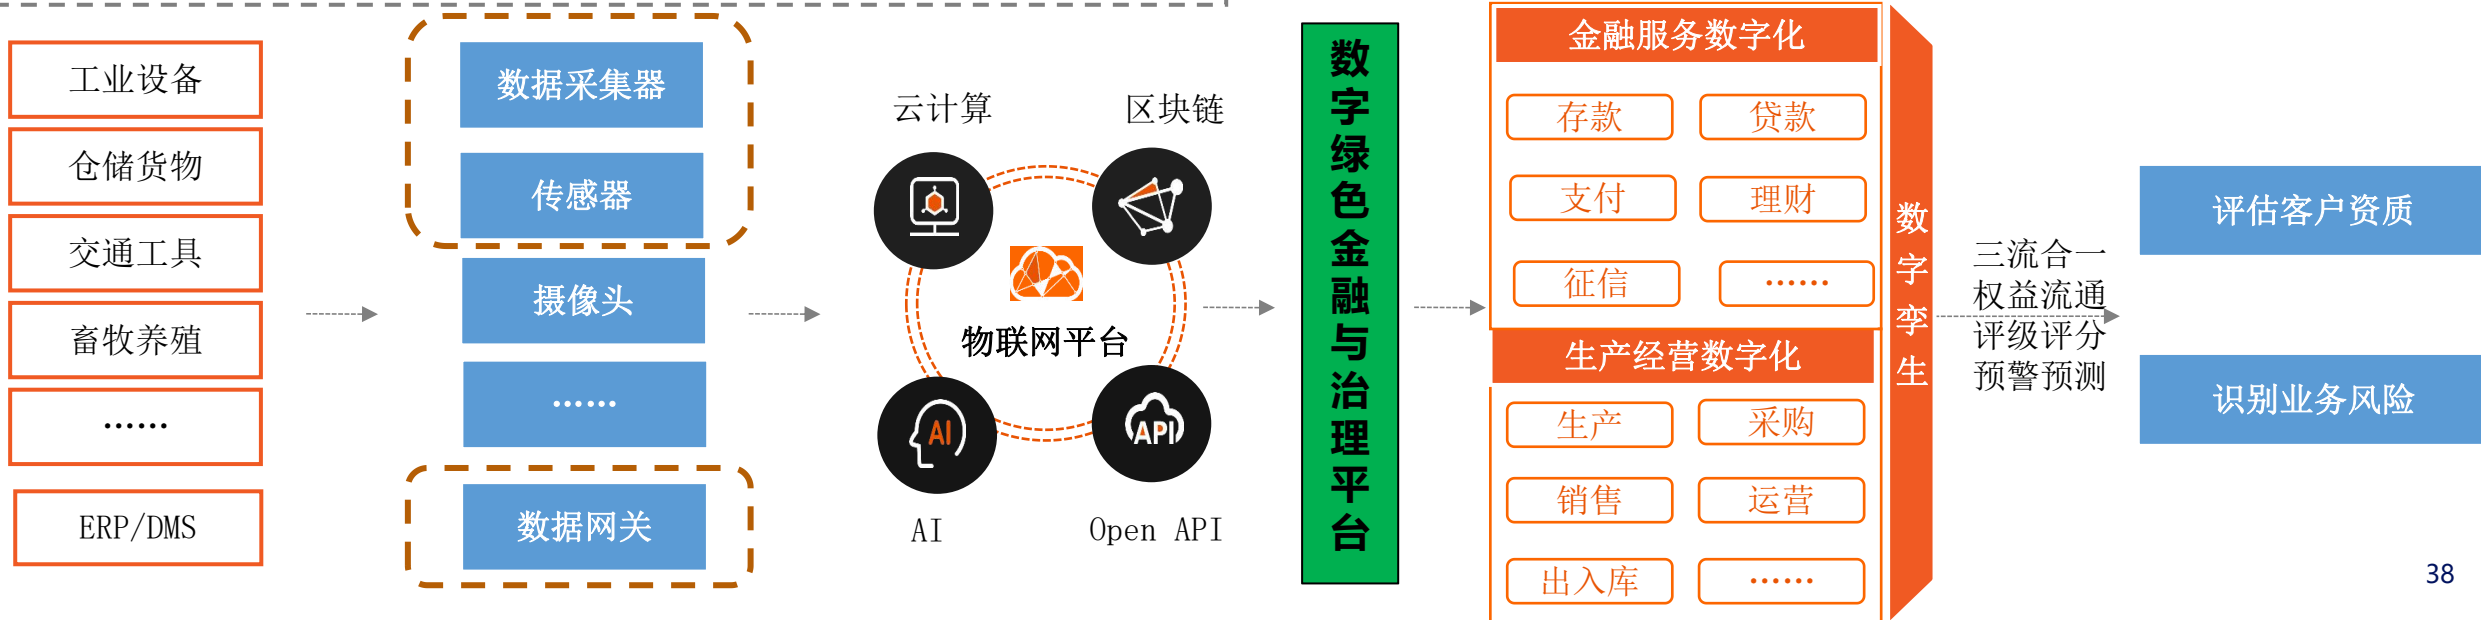 工业设备
仓储货物
交通工具
畜牧养殖
……
ERP/DMS
数据采集器
传感器
摄像头
……
数据网关
云计算
区块链
物联网平台
AI
API
AI
Open API
数字绿色金融与治理平台
金融服务数字化
存款
贷款
支付
理财
征信
……
生产经营数字化
生产
采购
销售
运营
出入库
……
数字孪生
三流合一
权益流通
评级评分
预警预测
评估客户资质
识别业务风险
38